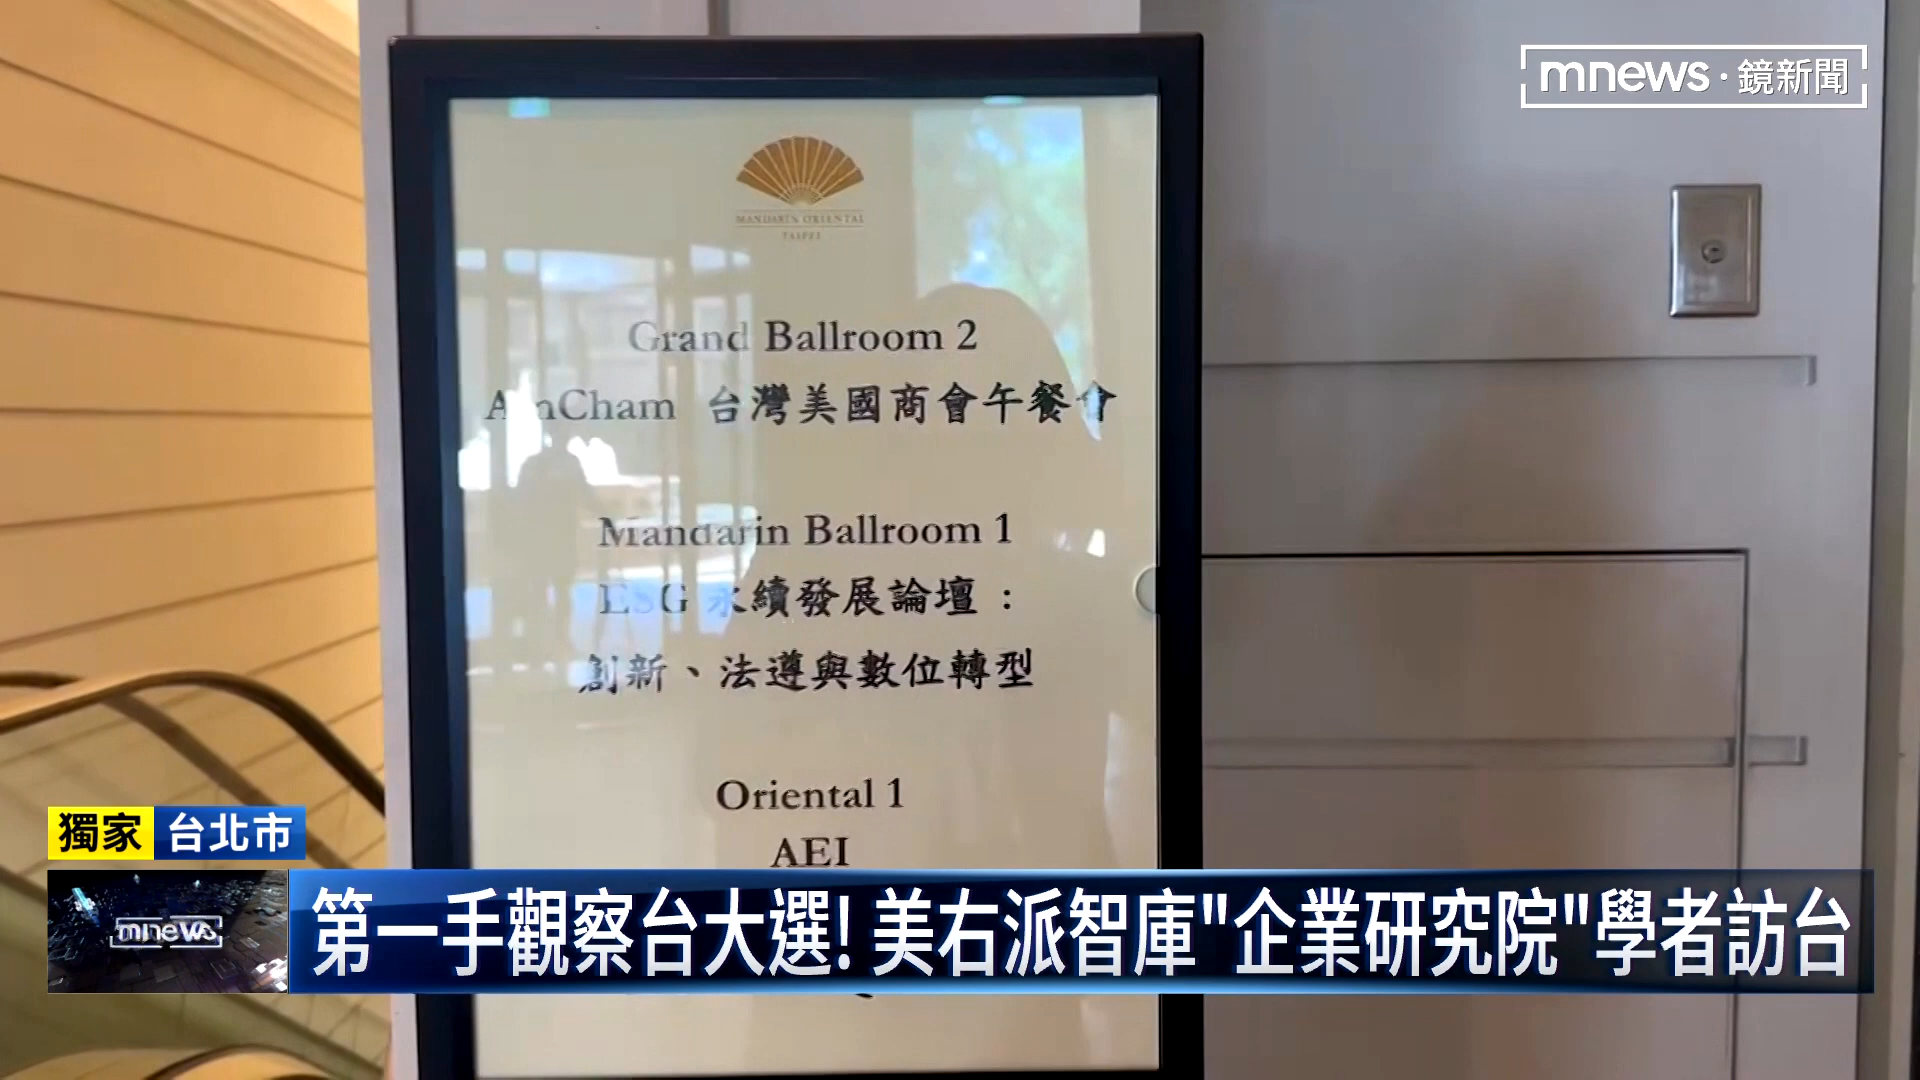 mnews·鏡新聞
MANDARIN ORIENTAL
TAIPEI
Grand Ballroom 2
AmCham 台灣美國商會午餐會
Mandarin Ballroom 1
ESG 永續發展論壇：
創新、法遵與數位轉型
Oriental 1
AEI
獨家 台北市
mnews
第一手觀察台大選! 美右派智庫"企業研究院"學者訪台